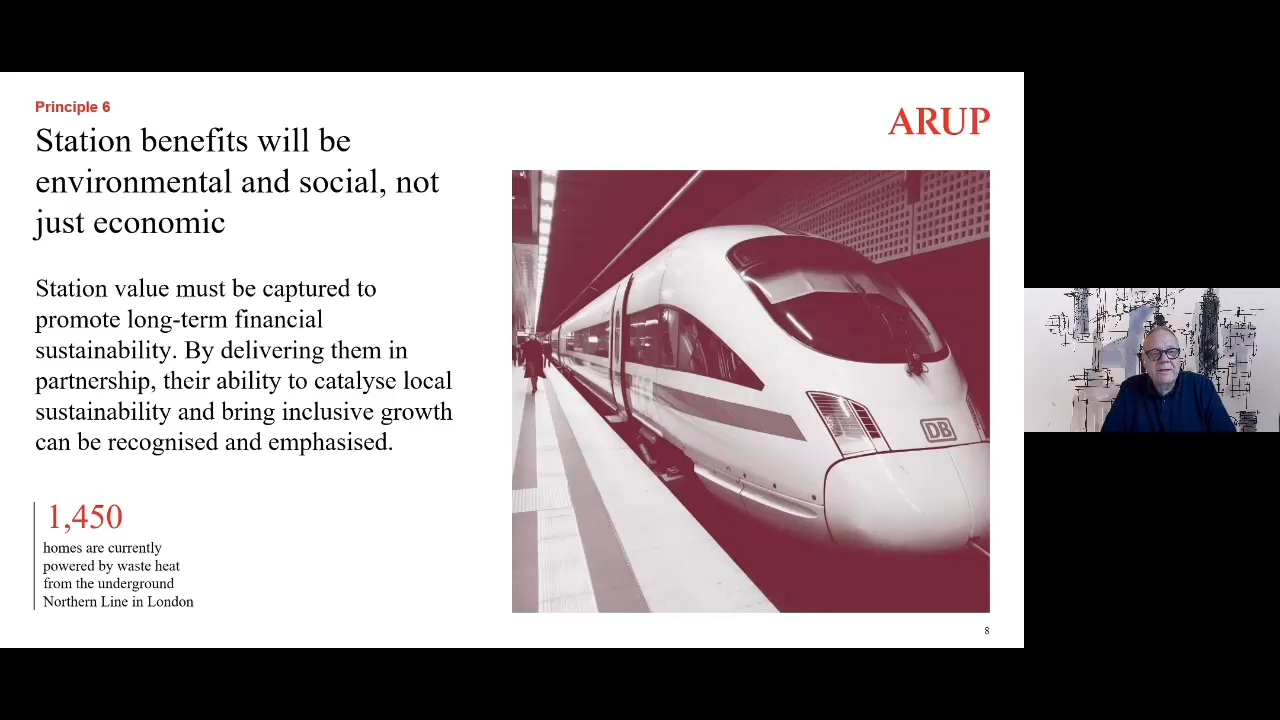 Principle 6
ARUP
Station benefits will be
environmental and social, not
just economic
Station value must be captured to
promote long-term financial
sustainability. By delivering them in
partnership, their ability to catalyse local
sustainability and bring inclusive growth
can be recognised and emphasised.
DB
1,450
homes are currently
powered by waste heat
from the underground
Northern Line in London
8